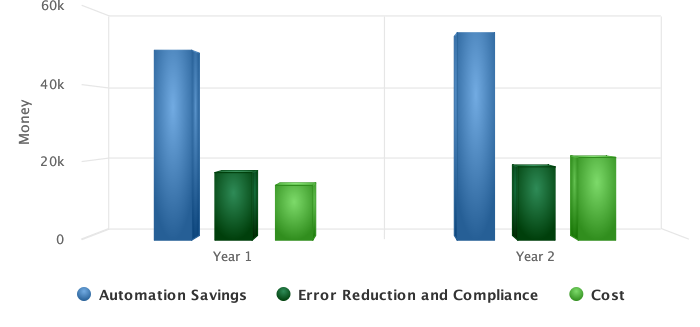 60k
40k
Money
20k
0
Year 1 Year 2
Automation Savings Error Reduction and Compliance Cost